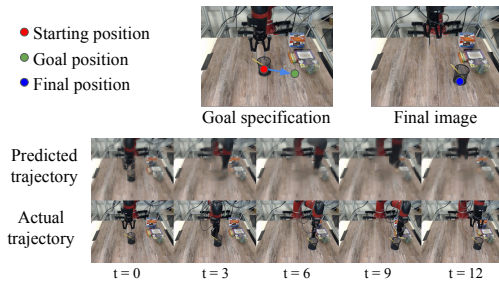 Starting position
Goal position
Final position
Goal specification
Final image
Predicted
trajectory
Actual
trajectory
t = 0
t = 3
t = 6
t = 9
t = 12